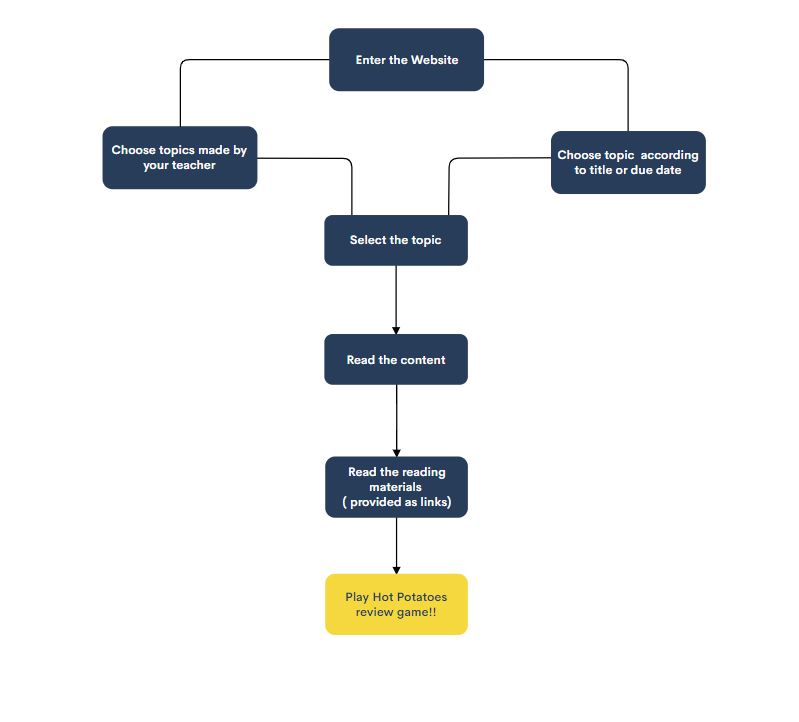 Enter the Website
Choose topics made by
your teacher
Choose topic  according
to title or due date
Select the topic
Read the content
Read the reading
materials
( provided as links)
Play Hot Potatoes
review game!!